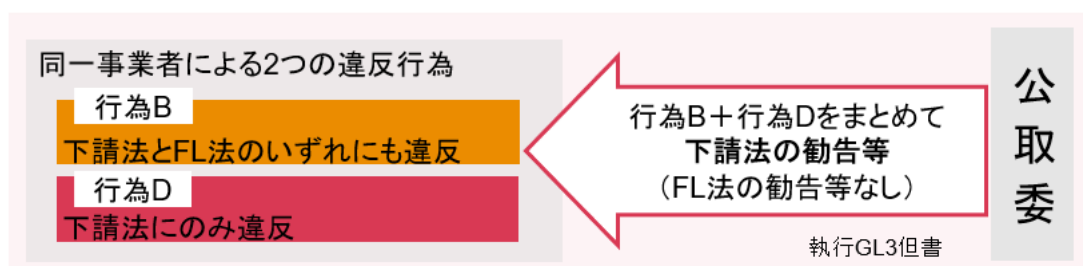 同一事業者による2つの違反行為
行為B
下請法とFL法のいずれにも違反
行為D
下請法にのみ違反
行為B＋行為Dをまとめて
下請法の勧告等
（FL法の勧告等なし）
執行GL3但書
公取委